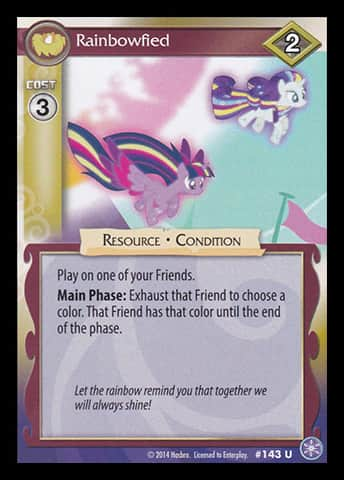 Rainbowfied
2
COST
3
RESOURCE • CONDITION
Play on one of your Friends.
Main Phase: Exhaust that Friend to choose a
color. That Friend has that color until the end
of the phase.
Let the rainbow remind you that together we
will always shine!
© 2014 Hasbro. Licensed to Enterplay. #143 U